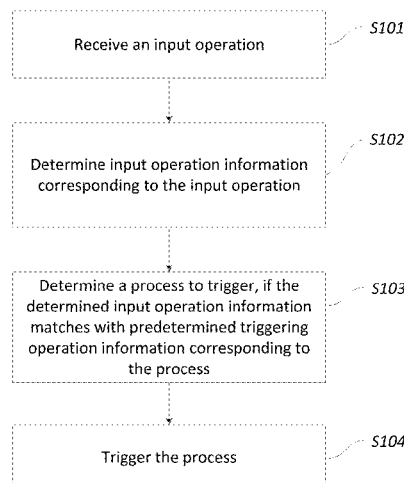 Receive an input operation
S101
Determine input operation information
corresponding to the input operation
S102
Determine a process to trigger, if the
determined input operation information
matches with predetermined triggering
operation information corresponding to
the process
S103
Trigger the process
S104